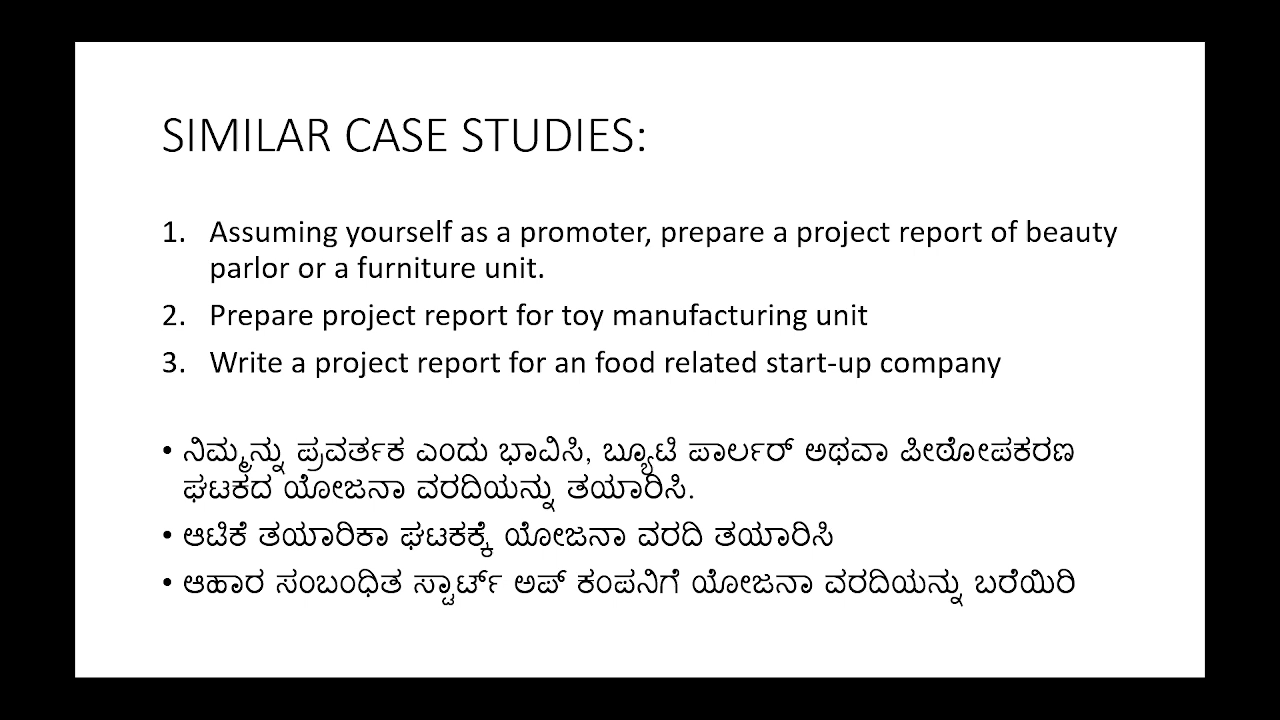 SIMILAR CASE STUDIES:
1. Assuming yourself as a promoter, prepare a project report of beauty
parlor or a furniture unit.
2. Prepare project report for toy manufacturing unit
3. Write a project report for an food related start-up company
• ನಿಮ್ಮನ್ನು ಪ್ರವರ್ತಕ ಎಂದು ಭಾವಿಸಿ, ಬ್ಯೂಟಿ ಪಾರ್ಲರ್ ಅಥವಾ ಪೀಠೋಪಕರಣ
ಘಟಕದ ಯೋಜನಾ ವರದಿಯನ್ನು ತಯಾರಿಸಿ.
• ಆಟಿಕೆ ತಯಾರಿಕಾ ಘಟಕಕ್ಕೆ ಯೋಜನಾ ವರದಿ ತಯಾರಿಸಿ
• ಆಹಾರ ಸಂಬಂಧಿತ ಸ್ಟಾರ್ಟ್ ಅಪ್ ಕಂಪನಿಗೆ ಯೋಜನಾ ವರದಿಯನ್ನು ಬರೆಯಿರಿ